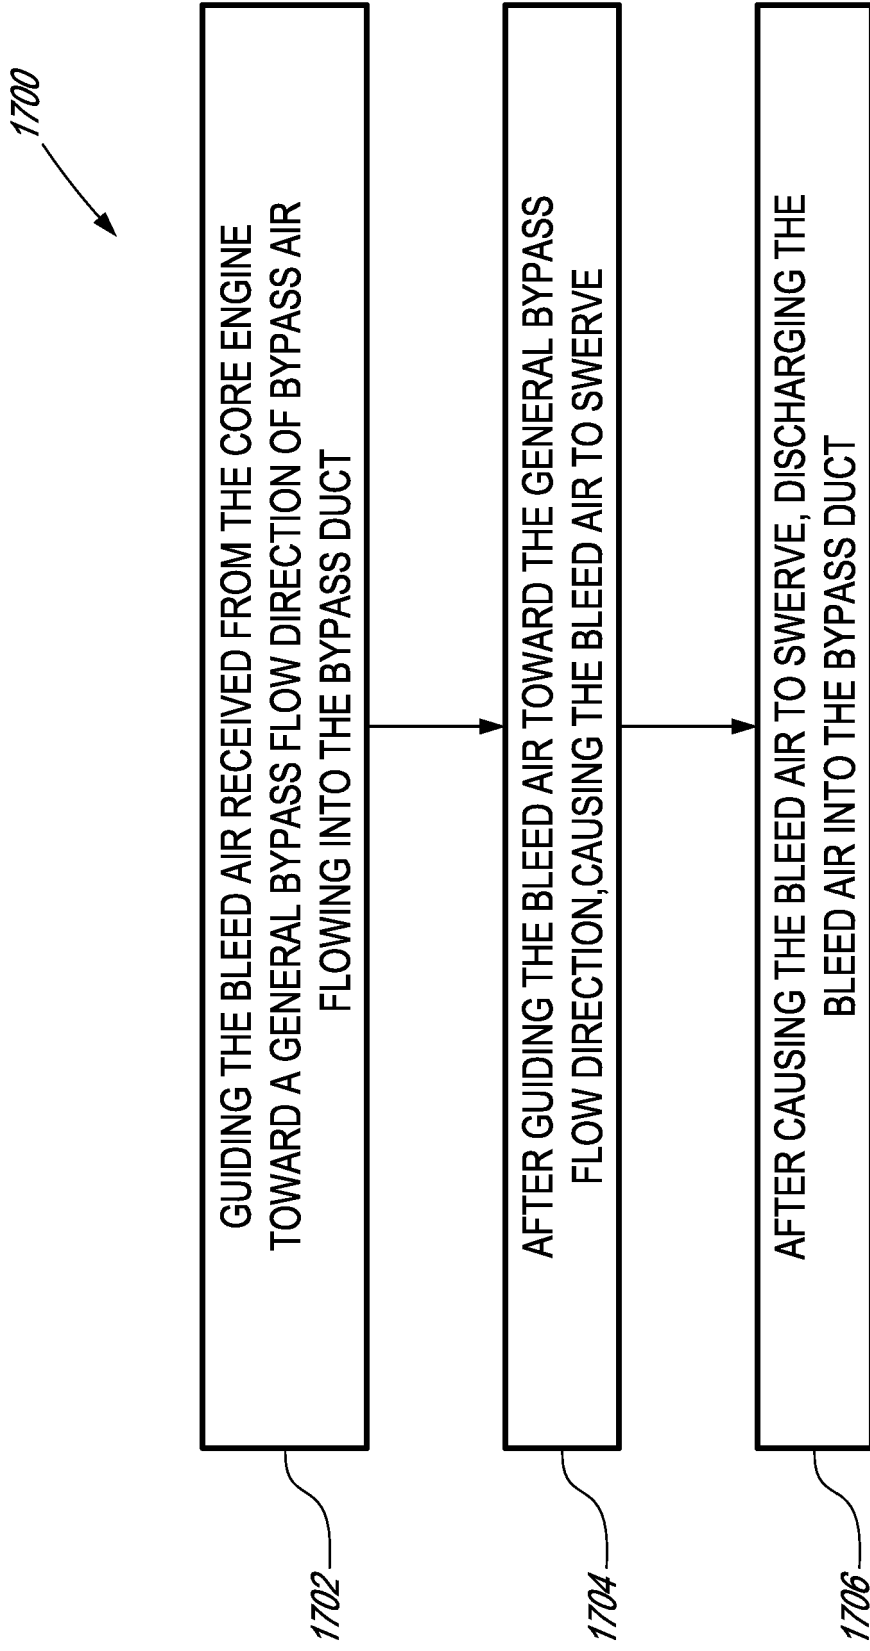 1700
GUIDING THE BLEED AIR RECEIVED FROM THE CORE ENGINE
TOWARD A GENERAL BYPASS FLOW DIRECTION OF BYPASS AIR
FLOWING INTO THE BYPASS DUCT
1702
AFTER GUIDING THE BLEED AIR TOWARD THE GENERAL BYPASS
FLOW DIRECTION,CAUSING THE BLEED AIR TO SWERVE
1704
AFTER CAUSING THE BLEED AIR TO SWERVE, DISCHARGING THE
BLEED AIR INTO THE BYPASS DUCT
1706